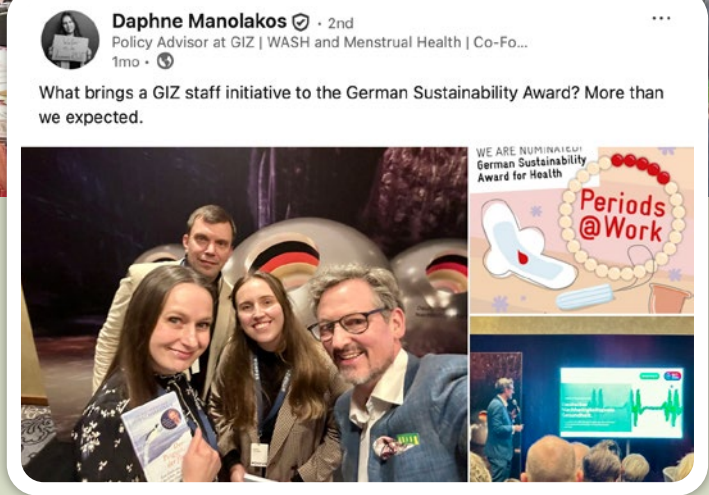 Daphne Manolakos · 2nd
Policy Advisor at GIZ | WASH and Menstrual Health | Co-Fo...
1mo ·
What brings a GIZ staff initiative to the German Sustainability Award? More than
we expected.
WE ARE NOMINATED!
German Sustainability
Award for Health
Periods
@Work